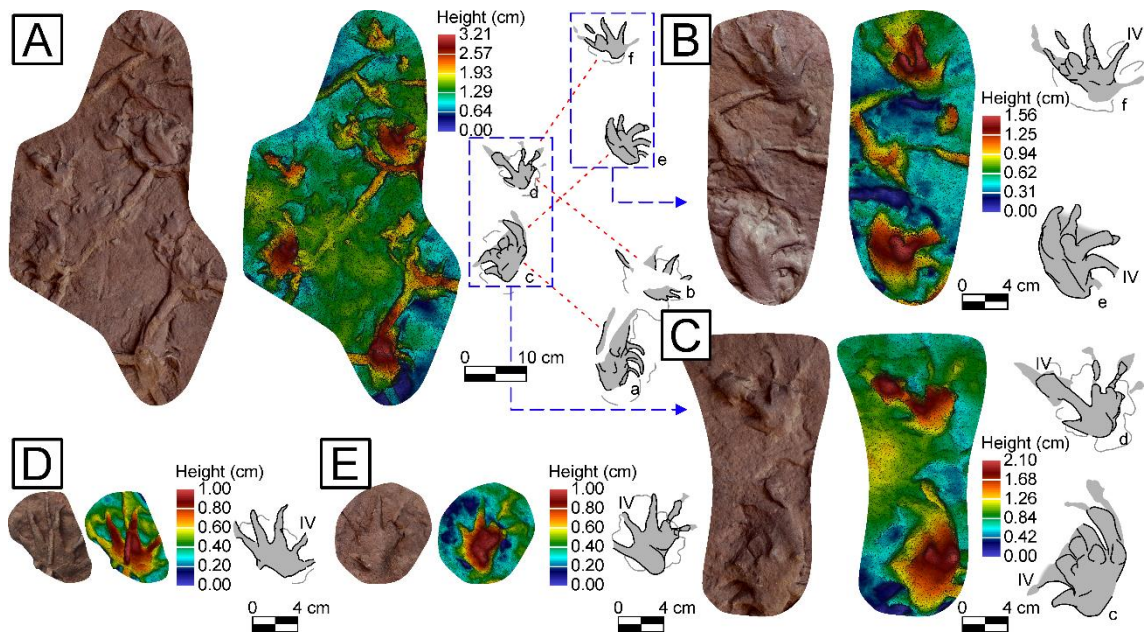 A
Height (cm)
3.21
2.57
1.93
1.29
0.64
0.00
f
e
d
c
b
a
0 10 cm
B
Height (cm)
1.56
1.25
0.94
0.62
0.31
0.00
IV
f
IV
e
0 4 cm
C
Height (cm)
2.10
1.68
1.26
0.84
0.42
0.00
IV
d
IV
c
0 4 cm
D
Height (cm)
1.00
0.80
0.60
0.40
0.20
0.00
IV
0 4 cm
E
Height (cm)
1.00
0.80
0.60
0.40
0.20
0.00
IV
0 4 cm